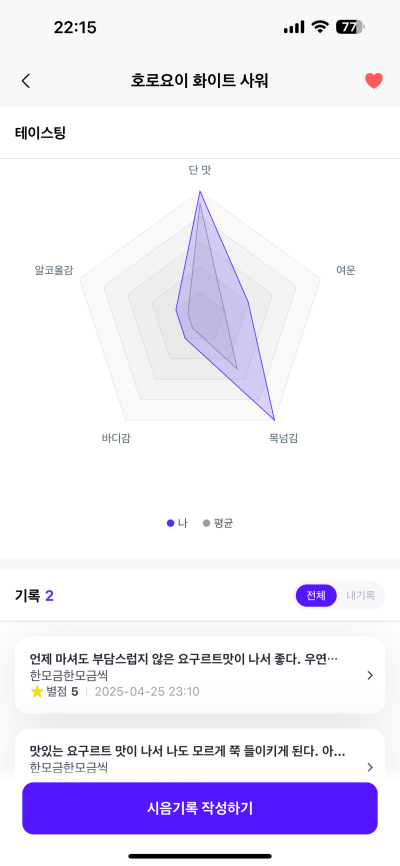 22:15
77
호로요이 화이트 사워
테이스팅
단 맛
알코올감
여운
바디감
목넘김
나
평균
기록 2
전체
내기록
언제 마셔도 부담스럽지 않은 요구르트맛이 나서 좋다. 우연…
한모금한모금씩
별점 5 | 2025-04-25 23:10
맛있는 요구르트 맛이 나서 나도 모르게 쭉 들이키게 된다. 아…
한모금한모금씩
시음기록 작성하기